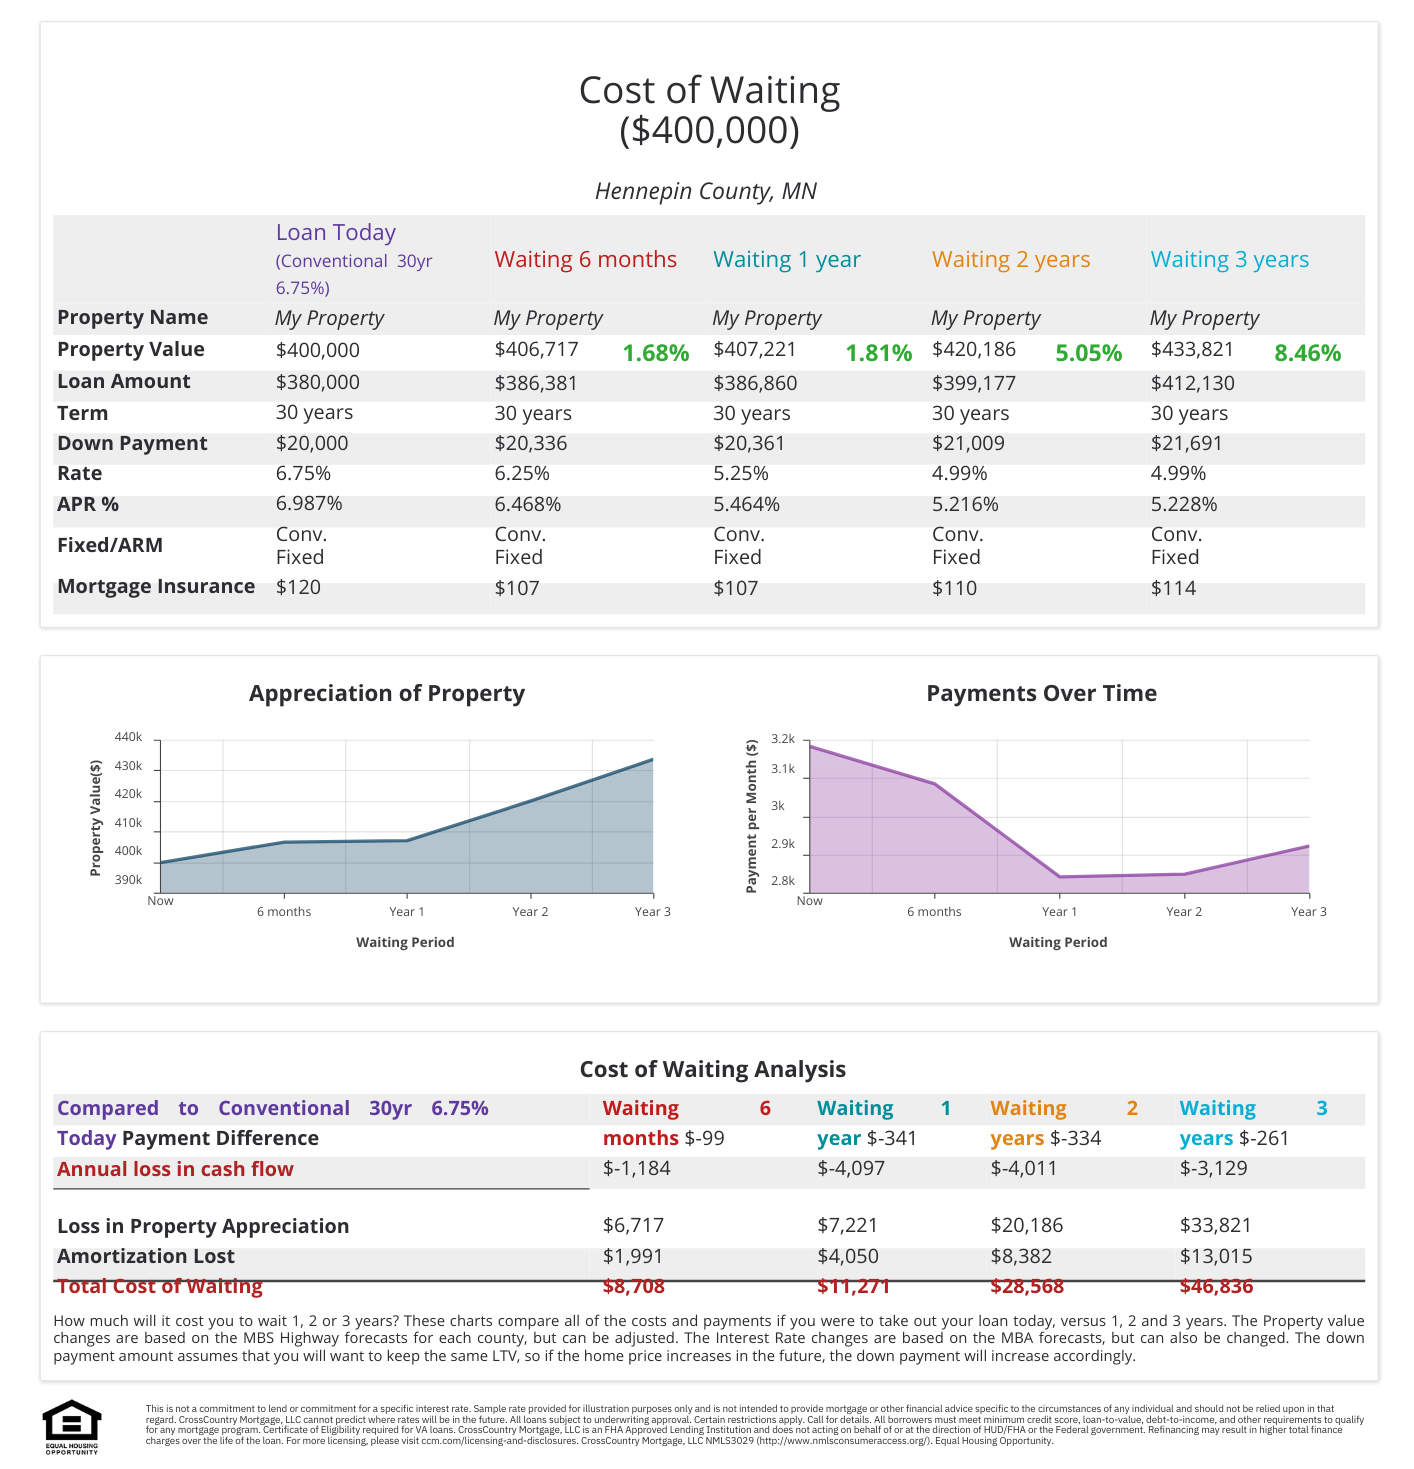 Cost of Waiting
($400,000)
Hennepin County, MN
Loan Today
(Conventional 30yr
6.75%)
Waiting 6 months
Waiting 1 year
Waiting 2 years
Waiting 3 years
Property Name My Property My Property My Property My Property My Property
Property Value $400,000 $406,717 1.68% $407,221 1.81% $420,186 5.05% $433,821 8.46%
Loan Amount $380,000 $386,381 $386,860 $399,177 $412,130
Term 30 years 30 years 30 years 30 years 30 years
Down Payment $20,000 $20,336 $20,361 $21,009 $21,691
Rate 6.75% 6.25% 5.25% 4.99% 4.99%
APR % 6.987% 6.468% 5.464% 5.216% 5.228%
Fixed/ARM Conv. Conv. Conv. Conv. Conv.
Fixed Fixed Fixed Fixed Fixed
Mortgage Insurance $120 $107 $107 $110 $114
Appreciation of Property
Property Value($)
440k
430k
420k
410k
400k
390k
Now 6 months Year 1 Year 2 Year 3
Waiting Period
Payments Over Time
Payment per Month ($)
3.2k
3.1k
3k
2.9k
2.8k
Now 6 months Year 1 Year 2 Year 3
Waiting Period
Cost of Waiting Analysis
Compared to Conventional 30yr 6.75% Waiting 6 Waiting 1 Waiting 2 Waiting 3
Today Payment Difference months $-99 year $-341 years $-334 years $-261
Annual loss in cash flow $-1,184 $-4,097 $-4,011 $-3,129
Loss in Property Appreciation $6,717 $7,221 $20,186 $33,821
Amortization Lost $1,991 $4,050 $8,382 $13,015
Total Cost of Waiting $8,708 $11,271 $28,568 $46,836
How much will it cost you to wait 1, 2 or 3 years? These charts compare all of the costs and payments if you were to take out your loan today, versus 1, 2 and 3 years. The Property value
changes are based on the MBS Highway forecasts for each county, but can be adjusted. The Interest Rate changes are based on the MBA forecasts, but can also be changed. The down
payment amount assumes that you will want to keep the same LTV, so if the home price increases in the future, the down payment will increase accordingly.
EQUAL HOUSING
OPPORTUNITY
This is not a commitment to lend or commitment for a specific interest rate. Sample rate provided for illustration purposes only and is not intended to provide mortgage or other financial advice specific to the circumstances of any individual and should not be relied upon in that
regard. CrossCountry Mortgage, LLC cannot predict where rates will be in the future. All loans subject to underwriting approval. Certain restrictions apply. Call for details. All borrowers must meet minimum credit score, loan-to-value, debt-to-income, and other requirements to qualify
for any mortgage program. Certificate of Eligibility required for VA loans. CrossCountry Mortgage, LLC is an FHA Approved Lending Institution and does not acting on behalf of or at the direction of HUD/FHA or the Federal government. Refinancing may result in higher total finance
charges over the life of the loan. For more licensing, please visit ccm.com/licensing-and-disclosures. CrossCountry Mortgage, LLC NMLS3029 (http://www.nmlsconsumeraccess.org/). Equal Housing Opportunity.